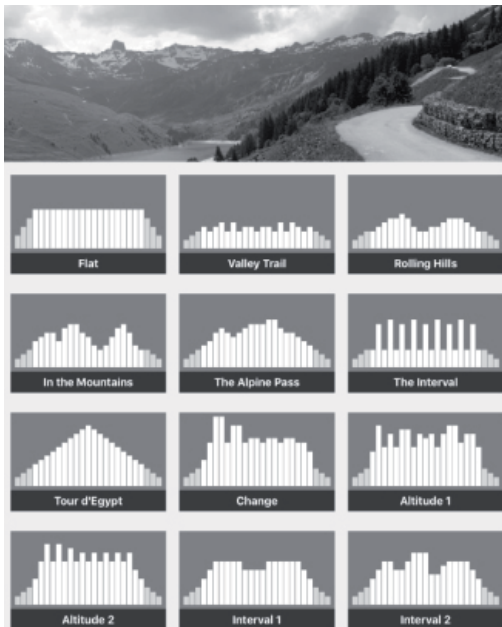 Flat
Valley Trail
Rolling Hills
In the Mountains
The Alpine Pass
The Interval
Tour d'Egypt
Change
Altitude 1
Altitude 2
Interval 1
Interval 2